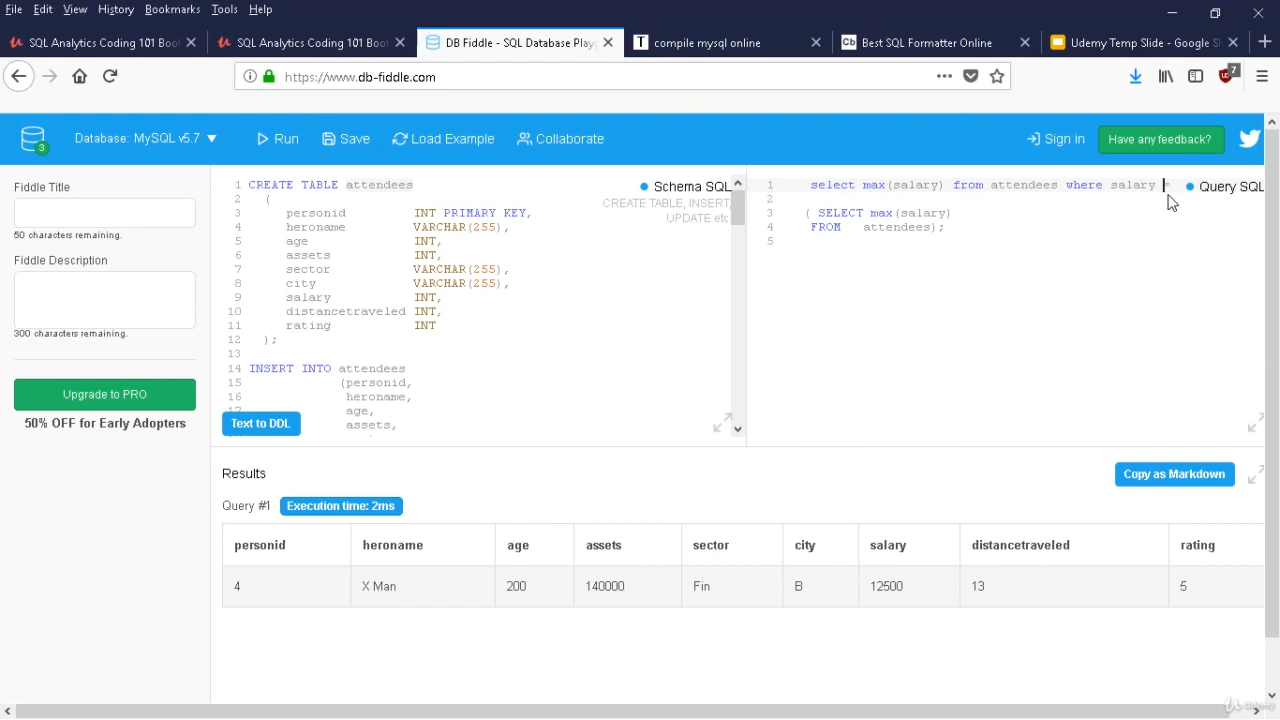 File Edit View History Bookmarks Tools Help
SQL Analytics Coding 101 Boo
SQL Analytics Coding 101 Boo
DB Fiddle - SQL Database Play
T compile mysql online
Cb Best SQL Formatter Online
Udemy Temp Slide - Google S
https://www.db-fiddle.com
7
3
Database: MySQL v5.7
Run
Save
Load Example
Collaborate
Sign in
Have any feedback?
Fiddle Title
50 characters remaining.
Fiddle Description
300 characters remaining.
Upgrade to PRO
50% OFF for Early Adopters
Schema SQL
CREATE TABLE, INSERT,
UPDATE etc.
1 CREATE TABLE attendees
2 (
3 personid INT PRIMARY KEY,
4 heroname VARCHAR(255),
5 age INT,
6 assets INT,
7 sector VARCHAR(255),
8 city VARCHAR(255),
9 salary INT,
10 distancetraveled INT,
11 rating INT
12 );
13
14 INSERT INTO attendees
15 (personid,
16 heroname,
17 age,
assets,
Text to DDL
Query SQL
1 select max(salary) from attendees where salary =
2
3 ( SELECT max(salary)
4 FROM attendees);
5
Results
Copy as Markdown
Query #1 Execution time: 2ms
personid heroname age assets sector city salary distancetraveled rating
4 X Man 200 140000 Fin B 12500 13 5
Udemy